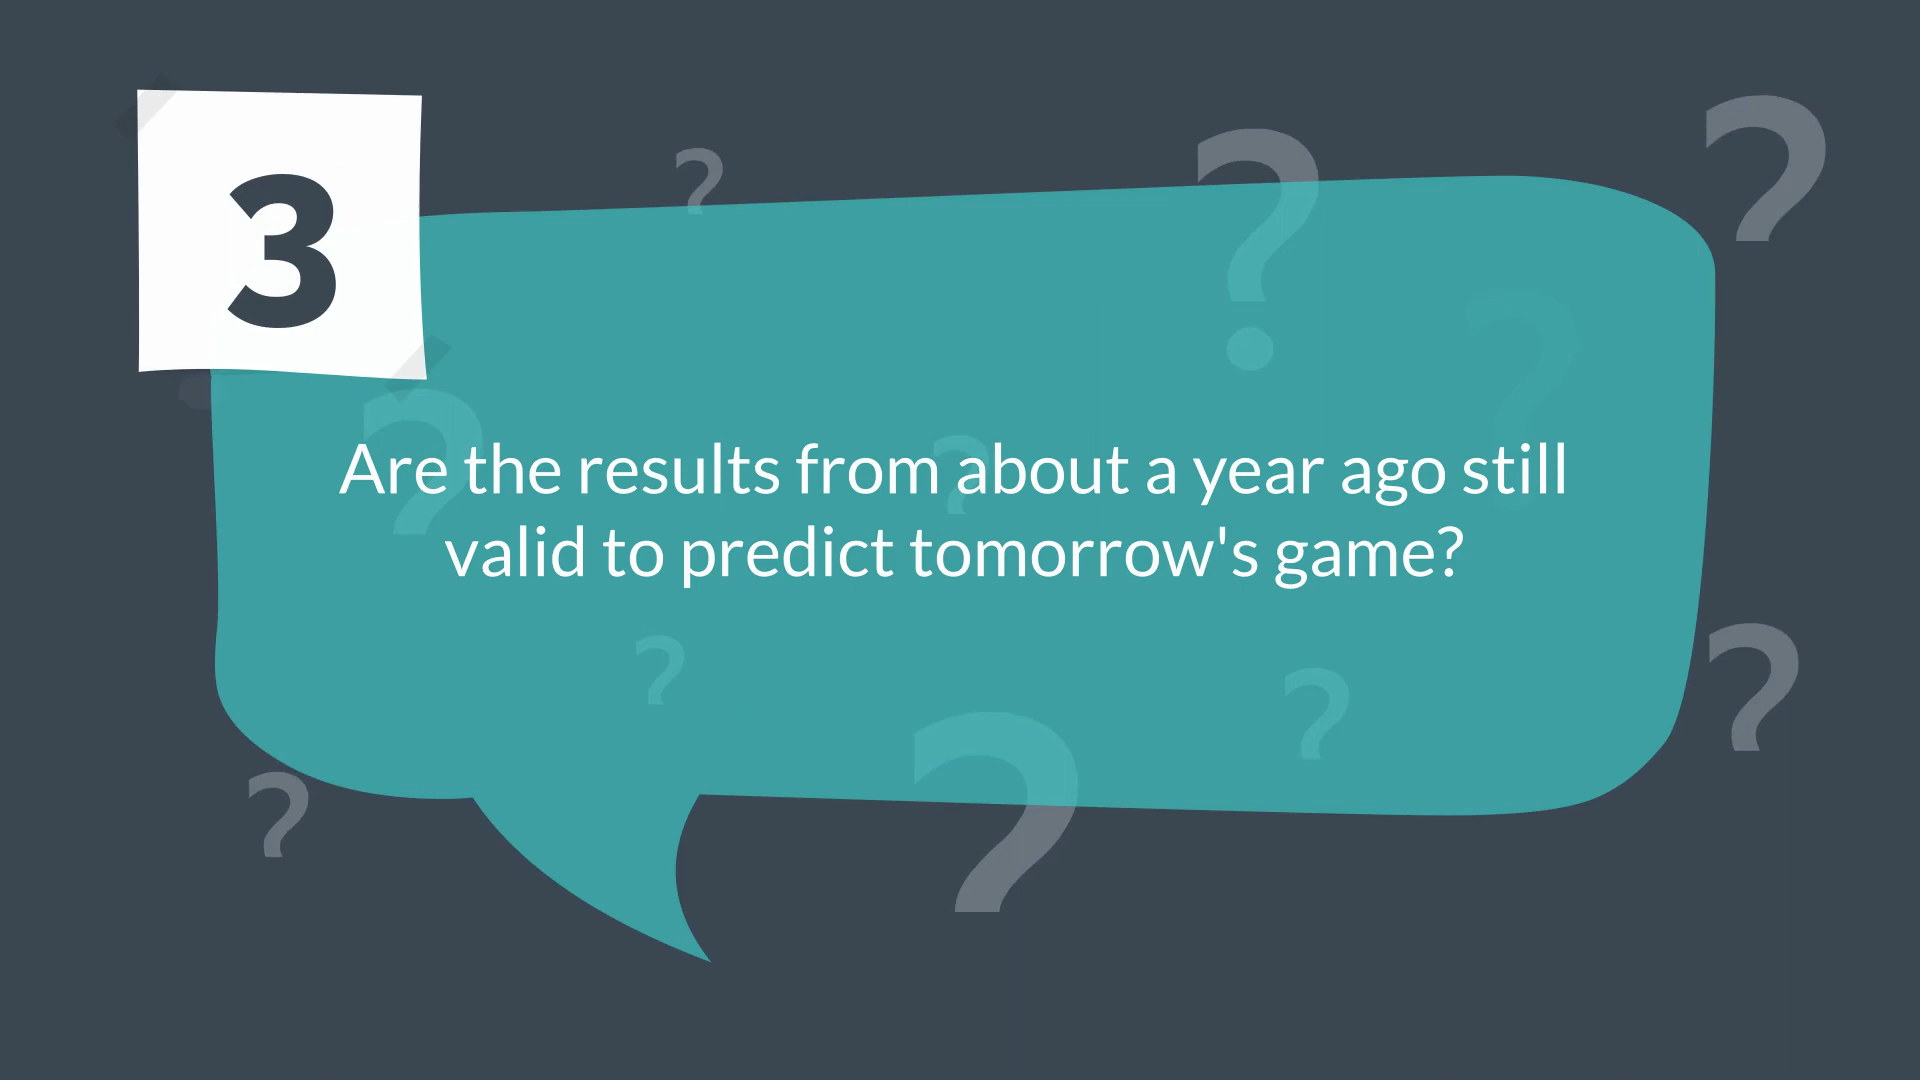 3
Are the results from about a year ago still
valid to predict tomorrow's game?